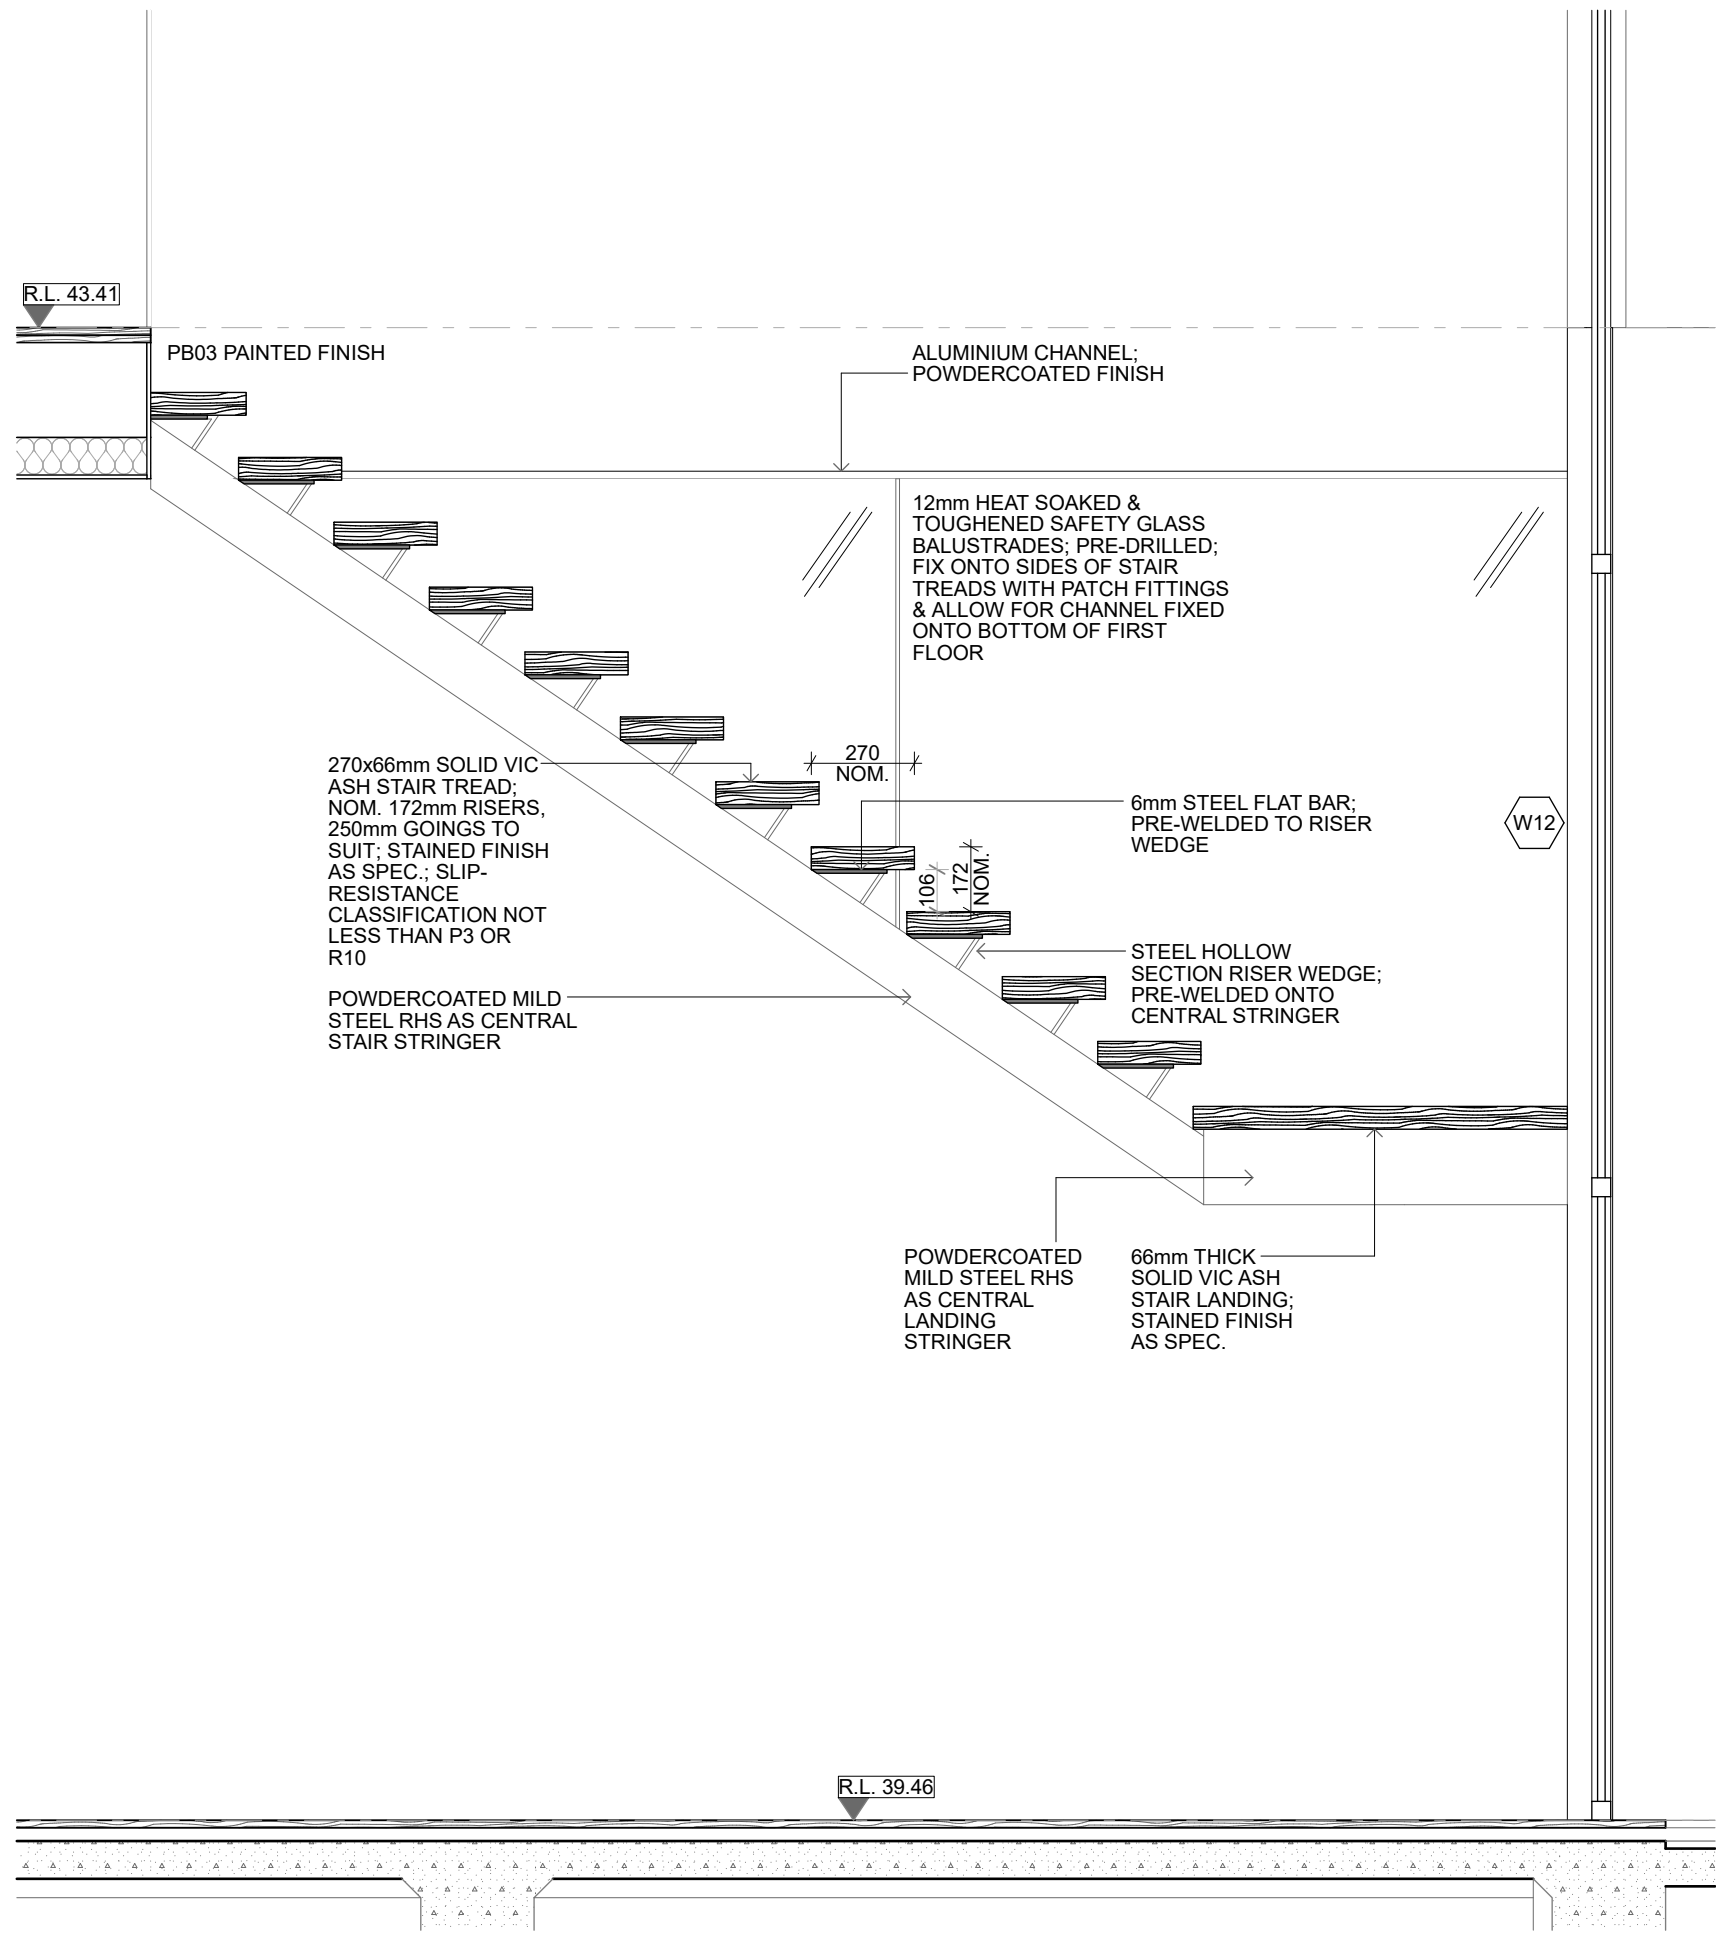 R.L. 43.41
PB03 PAINTED FINISH
ALUMINIUM CHANNEL;
POWDERCOATED FINISH
12mm HEAT SOAKED &
TOUGHENED SAFETY GLASS
BALUSTRADES; PRE-DRILLED;
FIX ONTO SIDES OF STAIR
TREADS WITH PATCH FITTINGS
& ALLOW FOR CHANNEL FIXED
ONTO BOTTOM OF FIRST
FLOOR
270x66mm SOLID VIC
ASH STAIR TREAD;
NOM. 172mm RISERS,
250mm GOINGS TO
SUIT; STAINED FINISH
AS SPEC.; SLIP-
RESISTANCE
CLASSIFICATION NOT
LESS THAN P3 OR
R10
270
NOM.
6mm STEEL FLAT BAR;
PRE-WELDED TO RISER
WEDGE
W12
106
172
NOM.
STEEL HOLLOW
SECTION RISER WEDGE;
PRE-WELDED ONTO
CENTRAL STRINGER
POWDERCOATED MILD
STEEL RHS AS CENTRAL
STAIR STRINGER
POWDERCOATED
MILD STEEL RHS
AS CENTRAL
LANDING
STRINGER
66mm THICK
SOLID VIC ASH
STAIR LANDING;
STAINED FINISH
AS SPEC.
R.L. 39.46